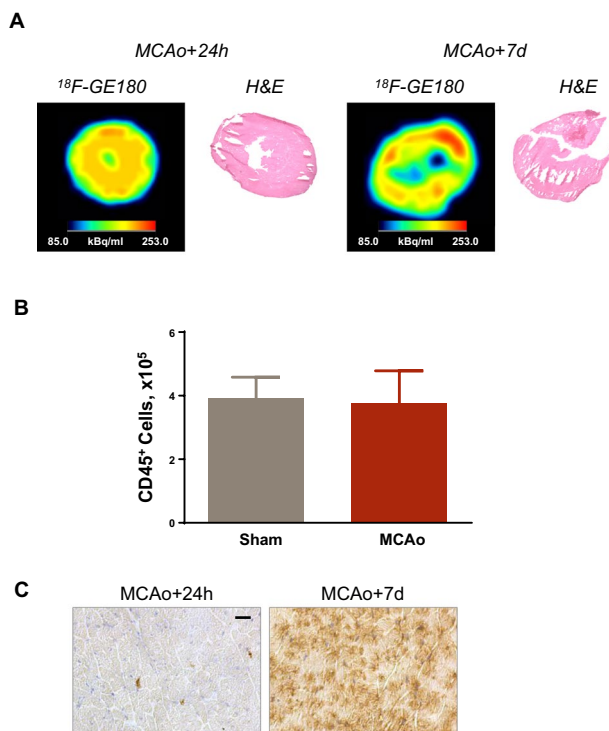 A
MCAo+24h
MCAo+7d
¹⁸F-GE180
H&E
¹⁸F-GE180
H&E
85.0 kBq/ml 253.0
85.0 kBq/ml 253.0
B
CD45⁺ Cells, x10⁵
6
4
2
0
Sham
MCAo
C
MCAo+24h
MCAo+7d